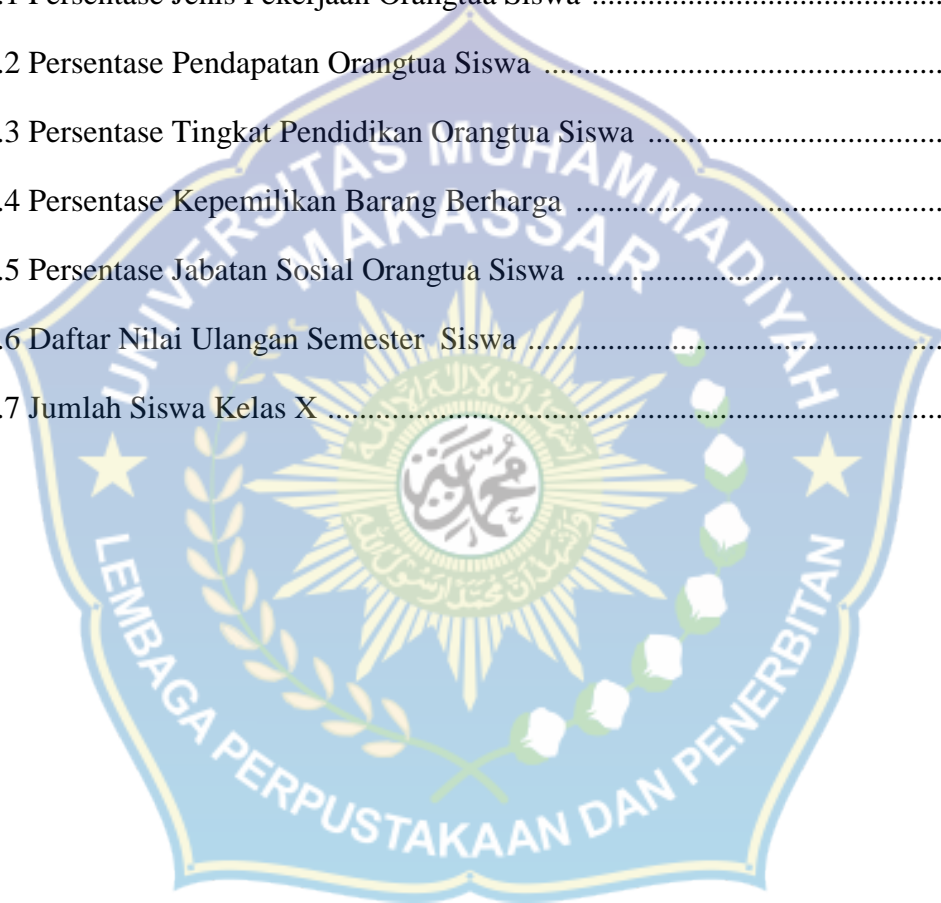 .1 Persentase Jenis Pekerjaan Orangtua Siswa ........................................
.2 Persentase Pendapatan Orangtua Siswa ........................................
.3 Persentase Tingkat Pendidikan Orangtua Siswa ........................................
.4 Persentase Kepemilikan Barang Berharga ........................................
.5 Persentase Jabatan Sosial Orangtua Siswa ........................................
.6 Daftar Nilai Ulangan Semester Siswa ........................................
.7 Jumlah Siswa Kelas X ........................................
UNIVERSITAS MUHAMMADIYAH
MAKASSAR
محمد
LEMBAGA PERPUSTAKAAN DAN PENERBITAN